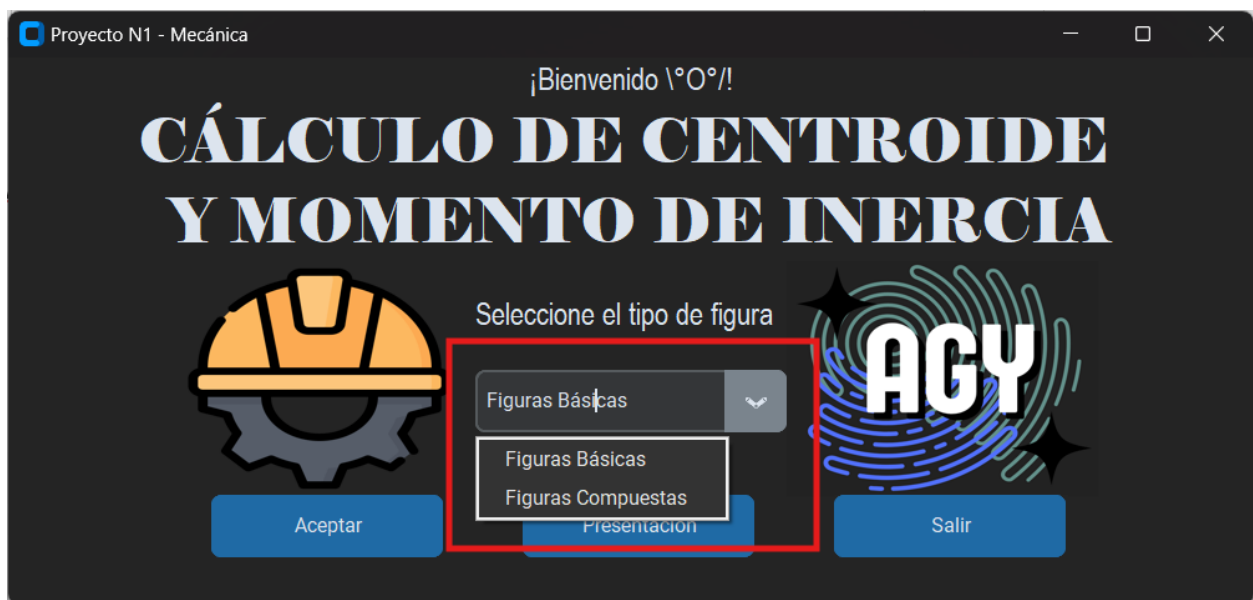 Proyecto N1 - Mecánica
¡Bienvenido \°O°/!
CÁLCULO DE CENTROIDE
Y MOMENTO DE INERCIA
Seleccione el tipo de figura
AGY
Figuras Básicas
Figuras Básicas
Figuras Compuestas
Aceptar
Presentación
Salir